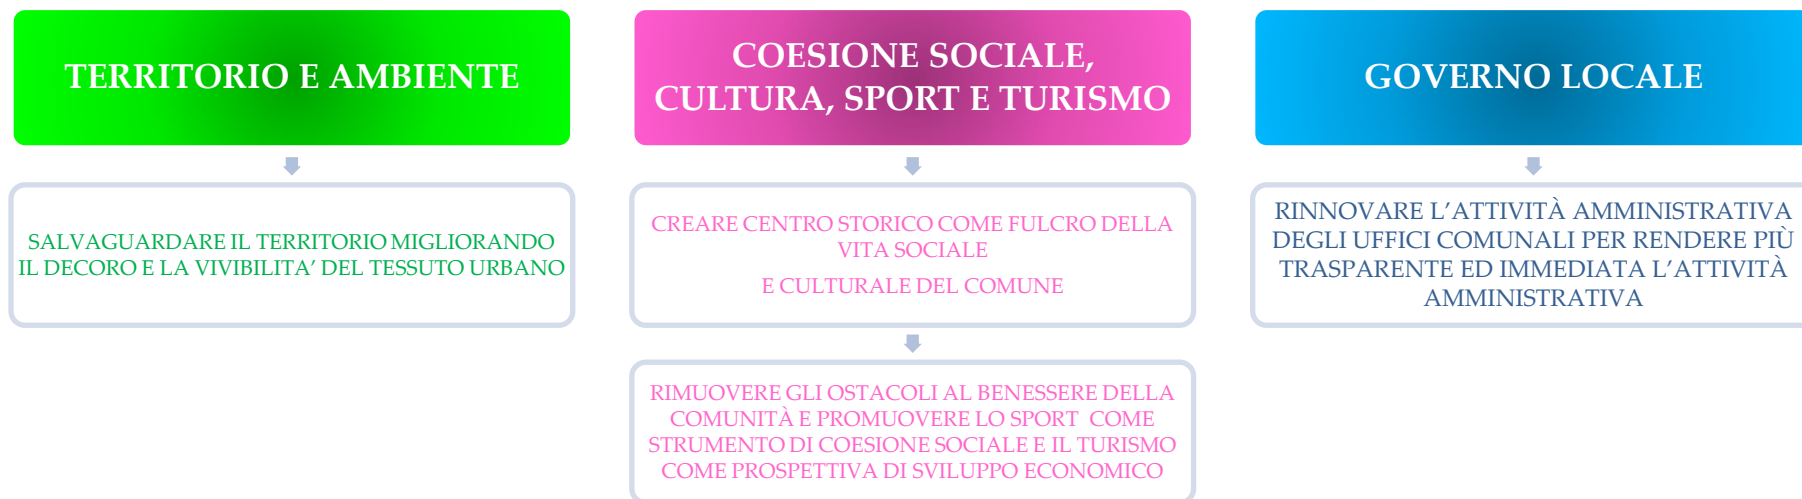 TERRITORIO E AMBIENTE
SALVAGUARDARE IL TERRITORIO MIGLIORANDO
IL DECORO E LA VIVIBILITA’ DEL TESSUTO URBANO
COESIONE SOCIALE,
CULTURA, SPORT E TURISMO
CREARE CENTRO STORICO COME FULCRO DELLA
VITA SOCIALE
E CULTURALE DEL COMUNE
RIMUOVERE GLI OSTACOLI AL BENESSERE DELLA
COMUNITÀ E PROMUOVERE LO SPORT COME
STRUMENTO DI COESIONE SOCIALE E IL TURISMO
COME PROSPETTIVA DI SVILUPPO ECONOMICO
GOVERNO LOCALE
RINNOVARE L’ATTIVITÀ AMMINISTRATIVA
DEGLI UFFICI COMUNALI PER RENDERE PIÙ
TRASPARENTE ED IMMEDIATA L’ATTIVITÀ
AMMINISTRATIVA